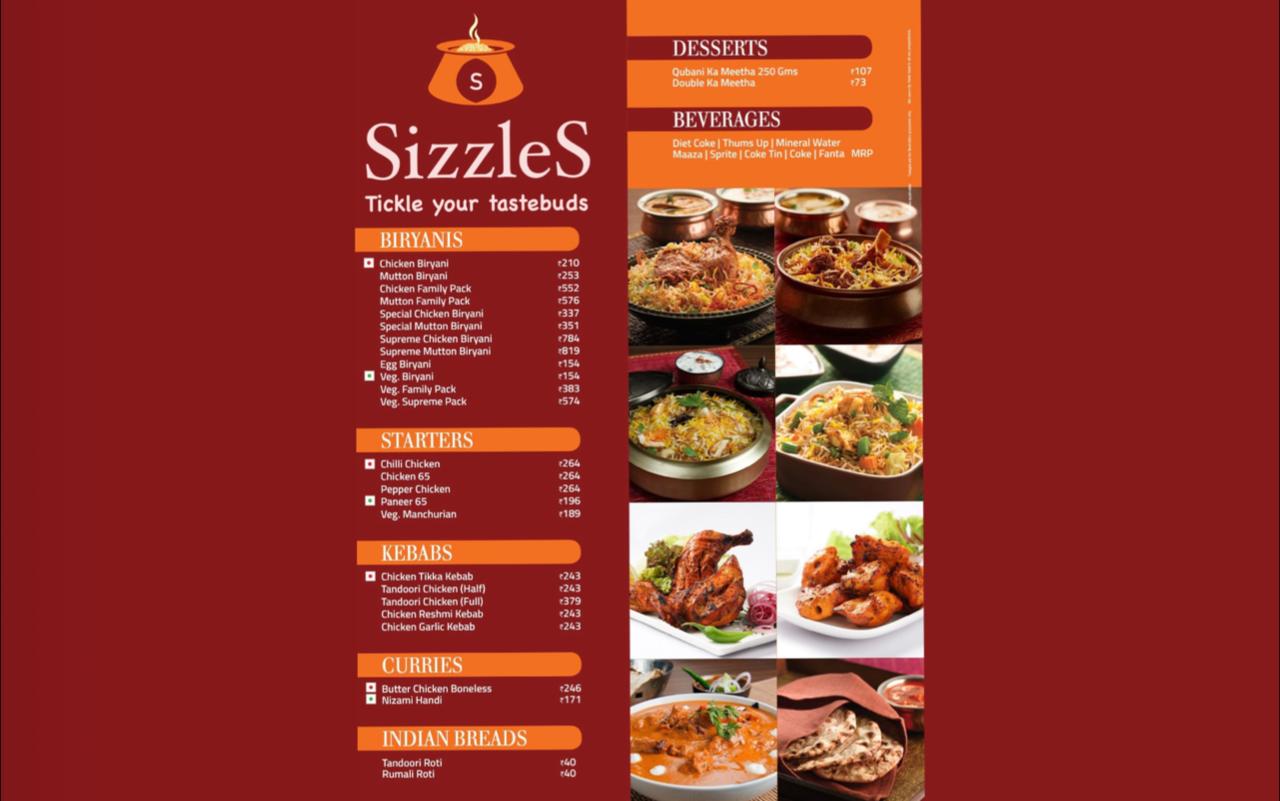 S
SizzleS
Tickle your tastebuds
BIRYANIS
Chicken Biryani ₹210
Mutton Biryani ₹253
Chicken Family Pack ₹552
Mutton Family Pack ₹576
Special Chicken Biryani ₹337
Special Mutton Biryani ₹351
Supreme Chicken Biryani ₹784
Supreme Mutton Biryani ₹819
Egg Biryani ₹154
Veg. Biryani ₹154
Veg. Family Pack ₹383
Veg. Supreme Pack ₹574
STARTERS
Chilli Chicken ₹264
Chicken 65 ₹264
Pepper Chicken ₹264
Paneer 65 ₹196
Veg. Manchurian ₹189
KEBABS
Chicken Tikka Kebab ₹243
Tandoori Chicken (Half) ₹243
Tandoori Chicken (Full) ₹379
Chicken Reshmi Kebab ₹243
Chicken Garlic Kebab ₹243
CURRIES
Butter Chicken Boneless ₹246
Nizami Handi ₹171
INDIAN BREADS
Tandoori Roti ₹40
Rumali Roti ₹40
DESSERTS
Qubani Ka Meetha 250 Gms ₹107
Double Ka Meetha ₹73
BEVERAGES
Diet Coke | Thums Up | Mineral Water
Maaza | Sprite | Coke Tin | Coke | Fanta MRP